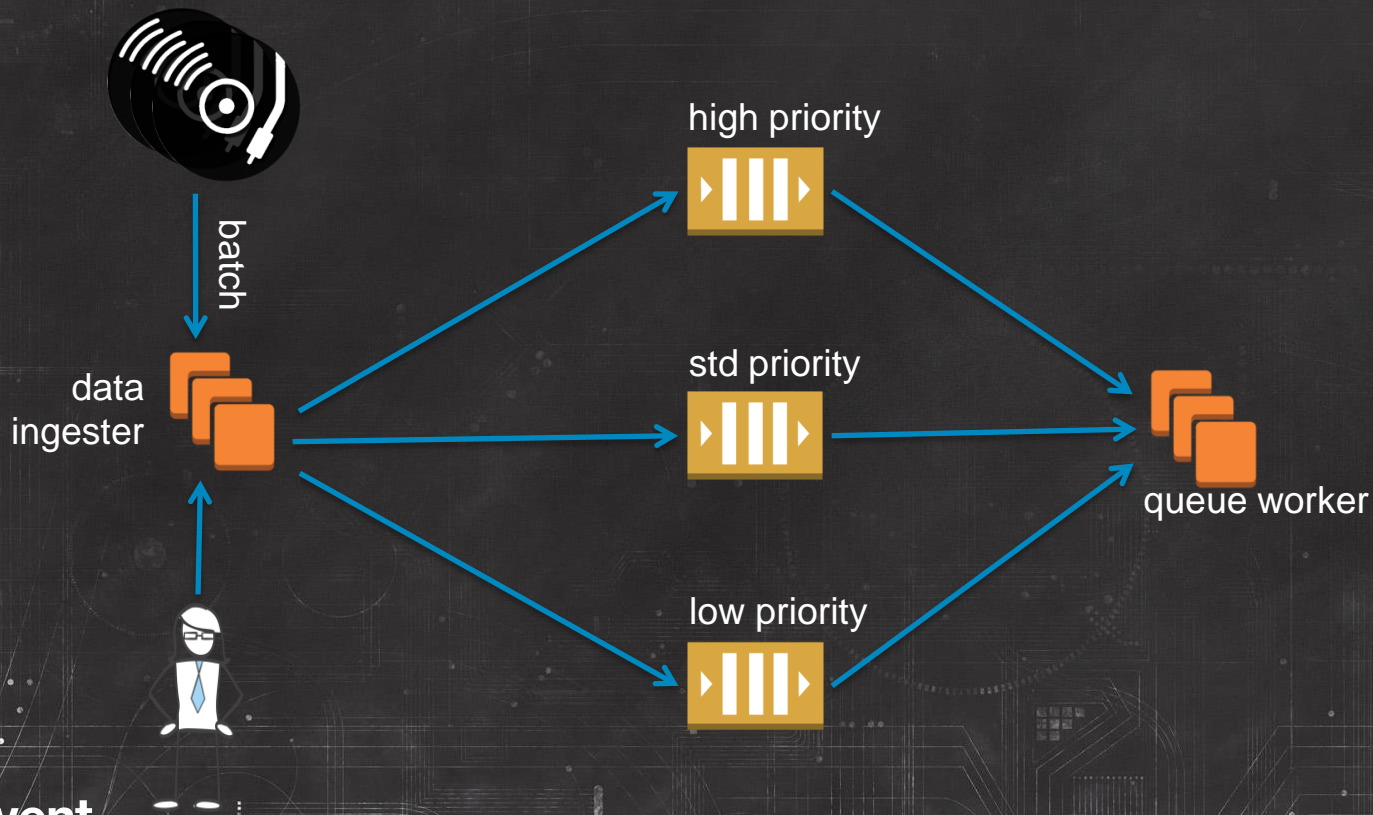 high priority
batch
std priority
data
ingester
queue worker
low priority